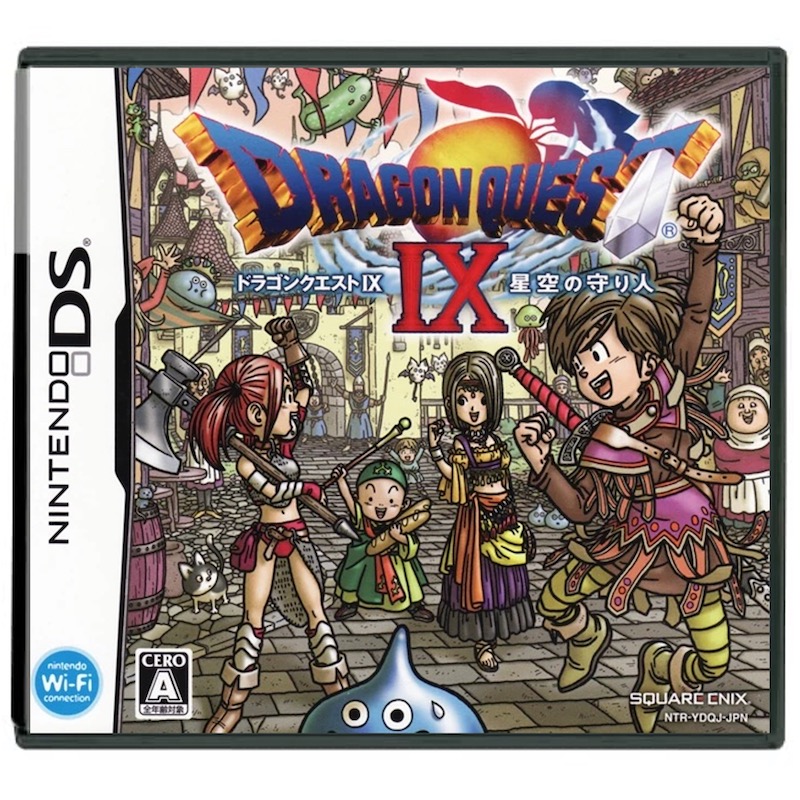 DRAGON QUEST®
ドラゴンクエストIX
IX
星空の守り人
NINTENDO DS®
nintendo
Wi-Fi
connection
CERO
A
全年齢対象
SQUARE ENIX®
NTR-YDQJ-JPN